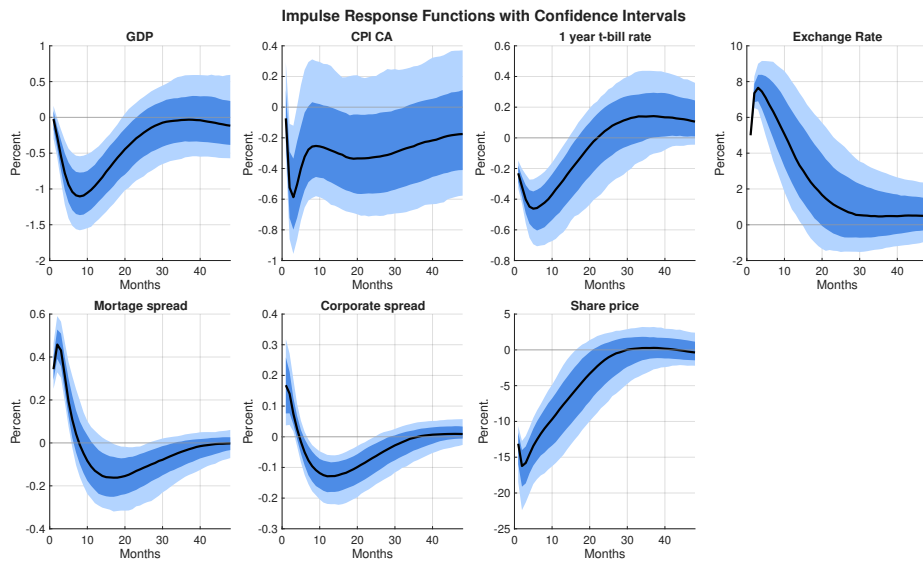 Impulse Response Functions with Confidence Intervals
GDP
1
0.5
0
-0.5
-1
-1.5
-2
Percent.
0 10 20 30 40
Months
CPI CA
0.4
0.2
0
-0.2
-0.4
-0.6
-0.8
-1
Percent.
0 10 20 30 40
Months
1 year t-bill rate
0.6
0.4
0.2
0
-0.2
-0.4
-0.6
-0.8
Percent.
0 10 20 30 40
Months
Exchange Rate
10
8
6
4
2
0
-2
Percent.
0 10 20 30 40
Months
Mortage spread
0.6
0.4
0.2
0
-0.2
-0.4
Percent.
0 10 20 30 40
Months
Corporate spread
0.4
0.3
0.2
0.1
0
-0.1
-0.2
-0.3
Percent.
0 10 20 30 40
Months
Share price
5
0
-5
-10
-15
-20
-25
Percent.
0 10 20 30 40
Months